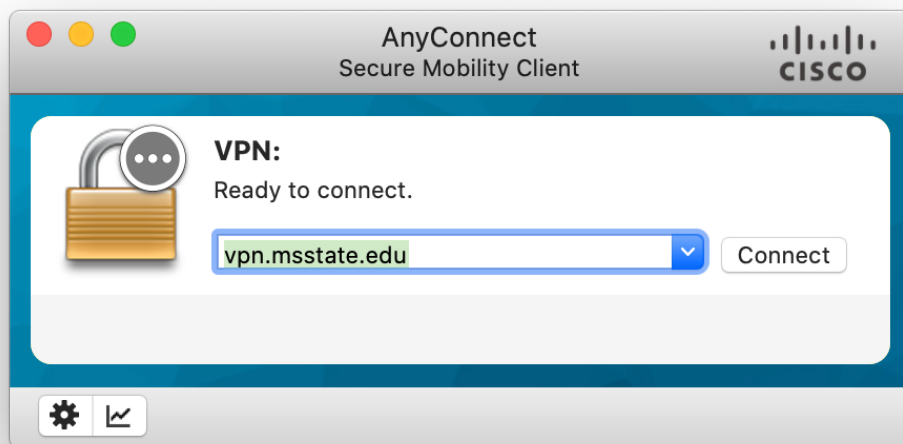 AnyConnect
Secure Mobility Client
CISCO
VPN:
Ready to connect.
vpn.msstate.edu
Connect